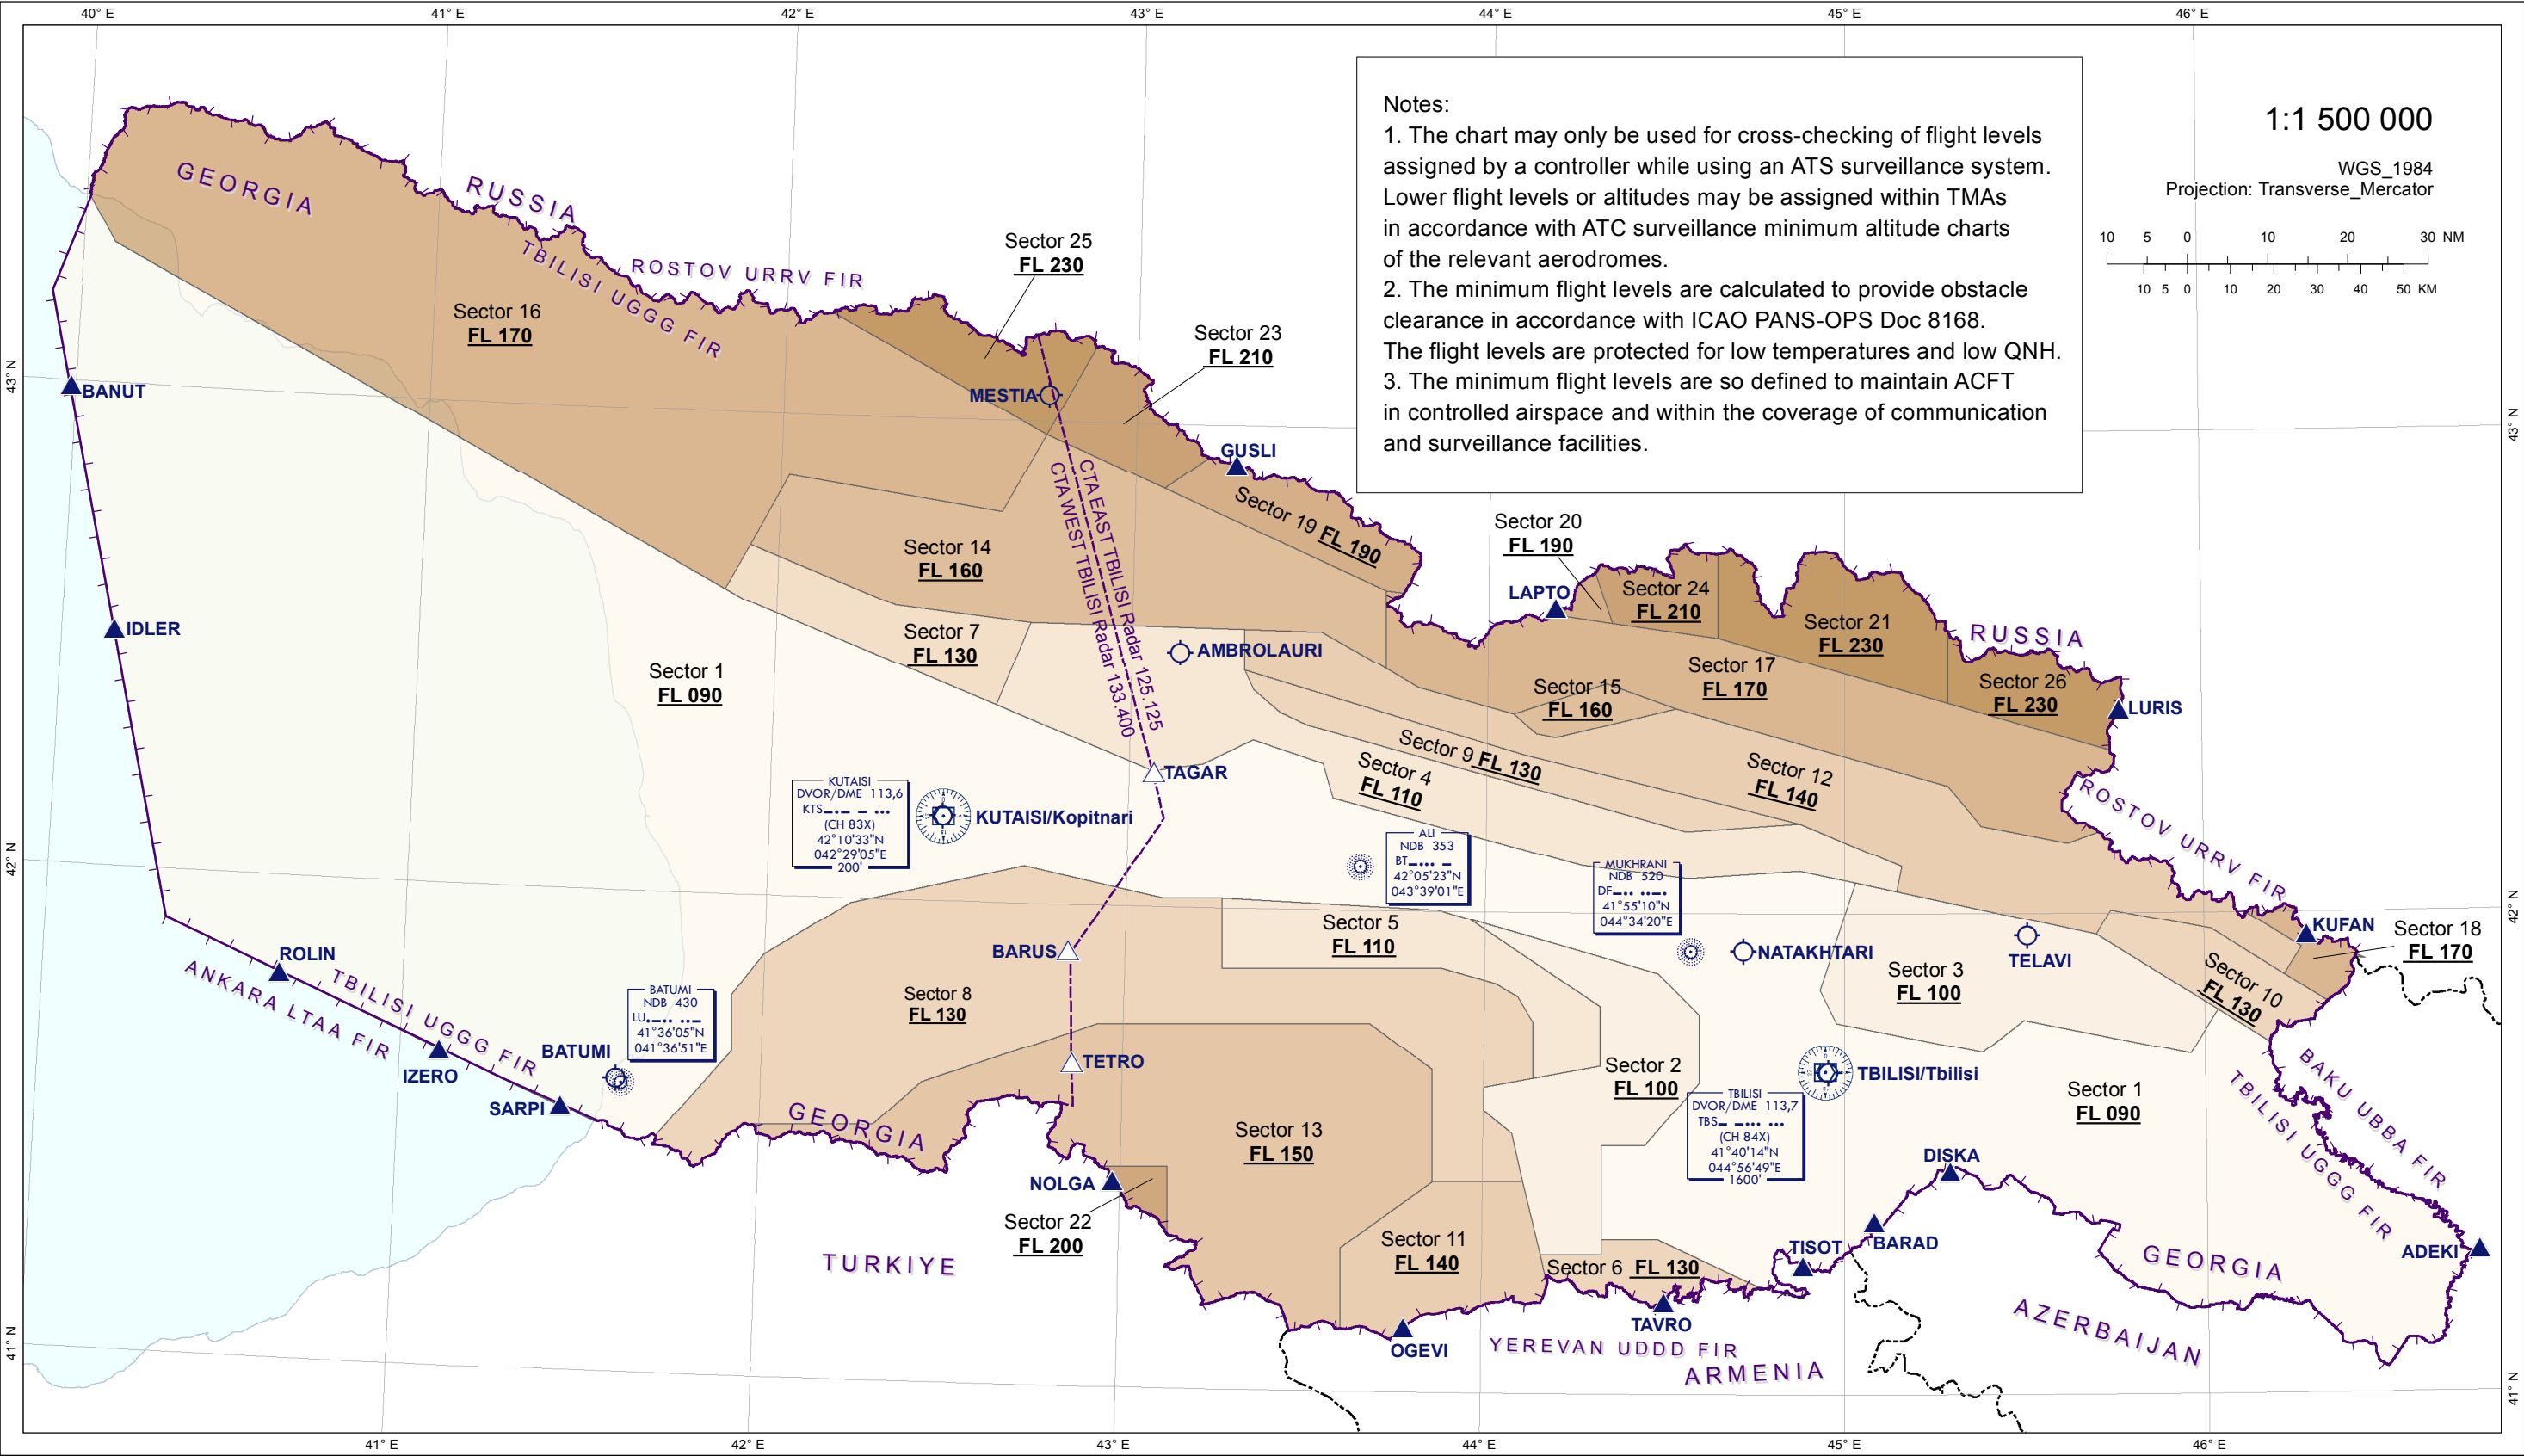 40° E
41° E
42° E
43° E
44° E
45° E
46° E
Notes:
1. The chart may only be used for cross-checking of flight levels
assigned by a controller while using an ATS surveillance system.
Lower flight levels or altitudes may be assigned within TMAs
in accordance with ATC surveillance minimum altitude charts
of the relevant aerodromes.
2. The minimum flight levels are calculated to provide obstacle
clearance in accordance with ICAO PANS-OPS Doc 8168.
The flight levels are protected for low temperatures and low QNH.
3. The minimum flight levels are so defined to maintain ACFT
in controlled airspace and within the coverage of communication
and surveillance facilities.
1:1 500 000
WGS_1984
Projection: Transverse_Mercator
10 5 0 10 20 30 NM
10 5 0 10 20 30 40 50 KM
GEORGIA
RUSSIA
TBILISI UGGG FIR
ROSTOV URRV FIR
Sector 25
FL 230
Sector 23
FL 210
Sector 16
FL 170
43° N
43° N
BANUT
MESTIA
GUSLI
CTA EAST TBILISI Radar 125.125
CTA WEST TBILISI Radar 133.400
Sector 19 FL 190
Sector 20
FL 190
Sector 14
FL 160
LAPTO
Sector 24
FL 210
Sector 21
FL 230
RUSSIA
IDLER
Sector 7
FL 130
AMBROLAURI
Sector 1
FL 090
Sector 17
FL 170
Sector 15
FL 160
Sector 26
FL 230
LURIS
Sector 9 FL 130
Sector 4
FL 110
Sector 12
FL 140
TAGAR
ROSTOV URRV FIR
KUTAISI
DVOR/DME 113,6
KTS
(CH 83X)
42°10'33"N
042°29'05"E
200'
KUTAISI/Kopitnari
ALI
NDB 353
BT
42°05'23"N
043°39'01"E
MUKHRANI
NDB 520
DF
41°55'10"N
044°34'20"E
42° N
42° N
Sector 5
FL 110
KUFAN
Sector 18
FL 170
ROLIN
BARUS
NATAKHTARI
TELAVI
Sector 3
FL 100
Sector 10
FL 130
ANKARA LTAA FIR
TBILISI UGGG FIR
Sector 8
FL 130
BATUMI
NDB 430
LU
41°36'05"N
041°36'51"E
BATUMI
IZERO
SARPI
TETRO
Sector 2
FL 100
TBILISI/Tbilisi
TBILISI
DVOR/DME 113,7
TBS
(CH 84X)
41°40'14"N
044°56'49"E
1600'
Sector 1
FL 090
BAKU UBBA FIR
TBILISI UGGG FIR
GEORGIA
Sector 13
FL 150
NOLGA
DISKA
Sector 22
FL 200
TURKIYE
Sector 11
FL 140
Sector 6 FL 130
TISOT
BARAD
ADEKI
GEORGIA
TAVRO
OGEVI
YEREVAN UDDD FIR
ARMENIA
AZERBAIJAN
41° N
41° N
41° E
42° E
43° E
44° E
45° E
46° E